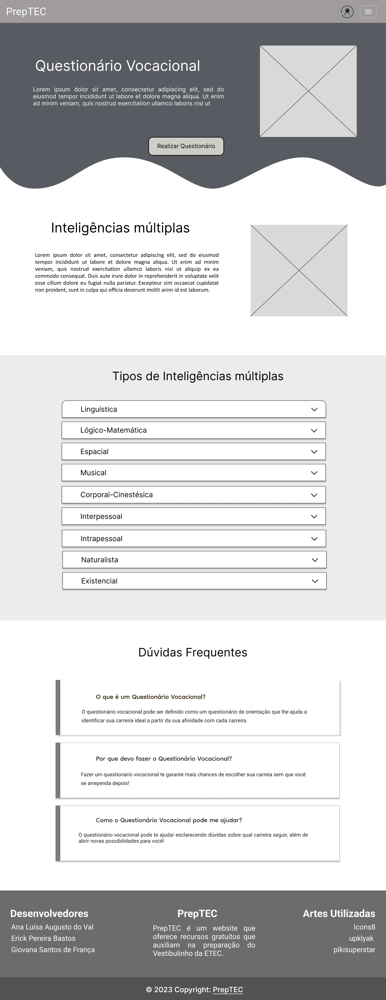 PrepTEC
Questionário Vocacional
Lorem ipsum dolor sit amet, consectetur adipiscing elit, sed do
eiusmod tempor incididunt ut labore et dolore magna aliqua. Ut enim
ad minim veniam, quis nostrud exercitation ullamco laboris nisi ut
Realizar Questionário
Inteligências múltiplas
Lorem ipsum dolor sit amet, consectetur adipiscing elit, sed do eiusmod
tempor incididunt ut labore et dolore magna aliqua. Ut enim ad minim
veniam, quis nostrud exercitation ullamco laboris nisi ut aliquip ex ea
commodo consequat. Duis aute irure dolor in reprehenderit in voluptate velit
esse cillum dolore eu fugiat nulla pariatur. Excepteur sint occaecat cupidatat
non proident, sunt in culpa qui officia deserunt mollit anim id est laborum.
Tipos de Inteligências múltiplas
Linguística
Lógico-Matemática
Espacial
Musical
Corporal-Cinestésica
Interpessoal
Intrapessoal
Naturalista
Existencial
Dúvidas Frequentes
O que é um Questionário Vocacional?
O questionário vocacional pode ser definido como um questionário de orientação que lhe ajuda a
identificar sua carreira ideal a partir da sua afinidade com cada carreira.
Por que devo fazer o Questionário Vocacional?
Fazer um questionário vocacional te garante mais chances de escolher sua carreia sem que você
se arrependa depois!
Como o Questionário Vocacional pode me ajudar?
O questionário vocacional pode te ajudar esclarecendo dúvidas sobre qual carreira seguir, além de
abrir novas possibilidades para você!
Desenvolvedores
Ana Luísa Augusto do Val
Erick Pereira Bastos
Giovana Santos de França
PrepTEC
PrepTEC é um website que
oferece recursos gratuitos que
auxiliam na preparação do
Vestibulinho da ETEC.
Artes Utilizadas
Icons8
upklyak
pikisuperstar
© 2023 Copyright: PrepTEC